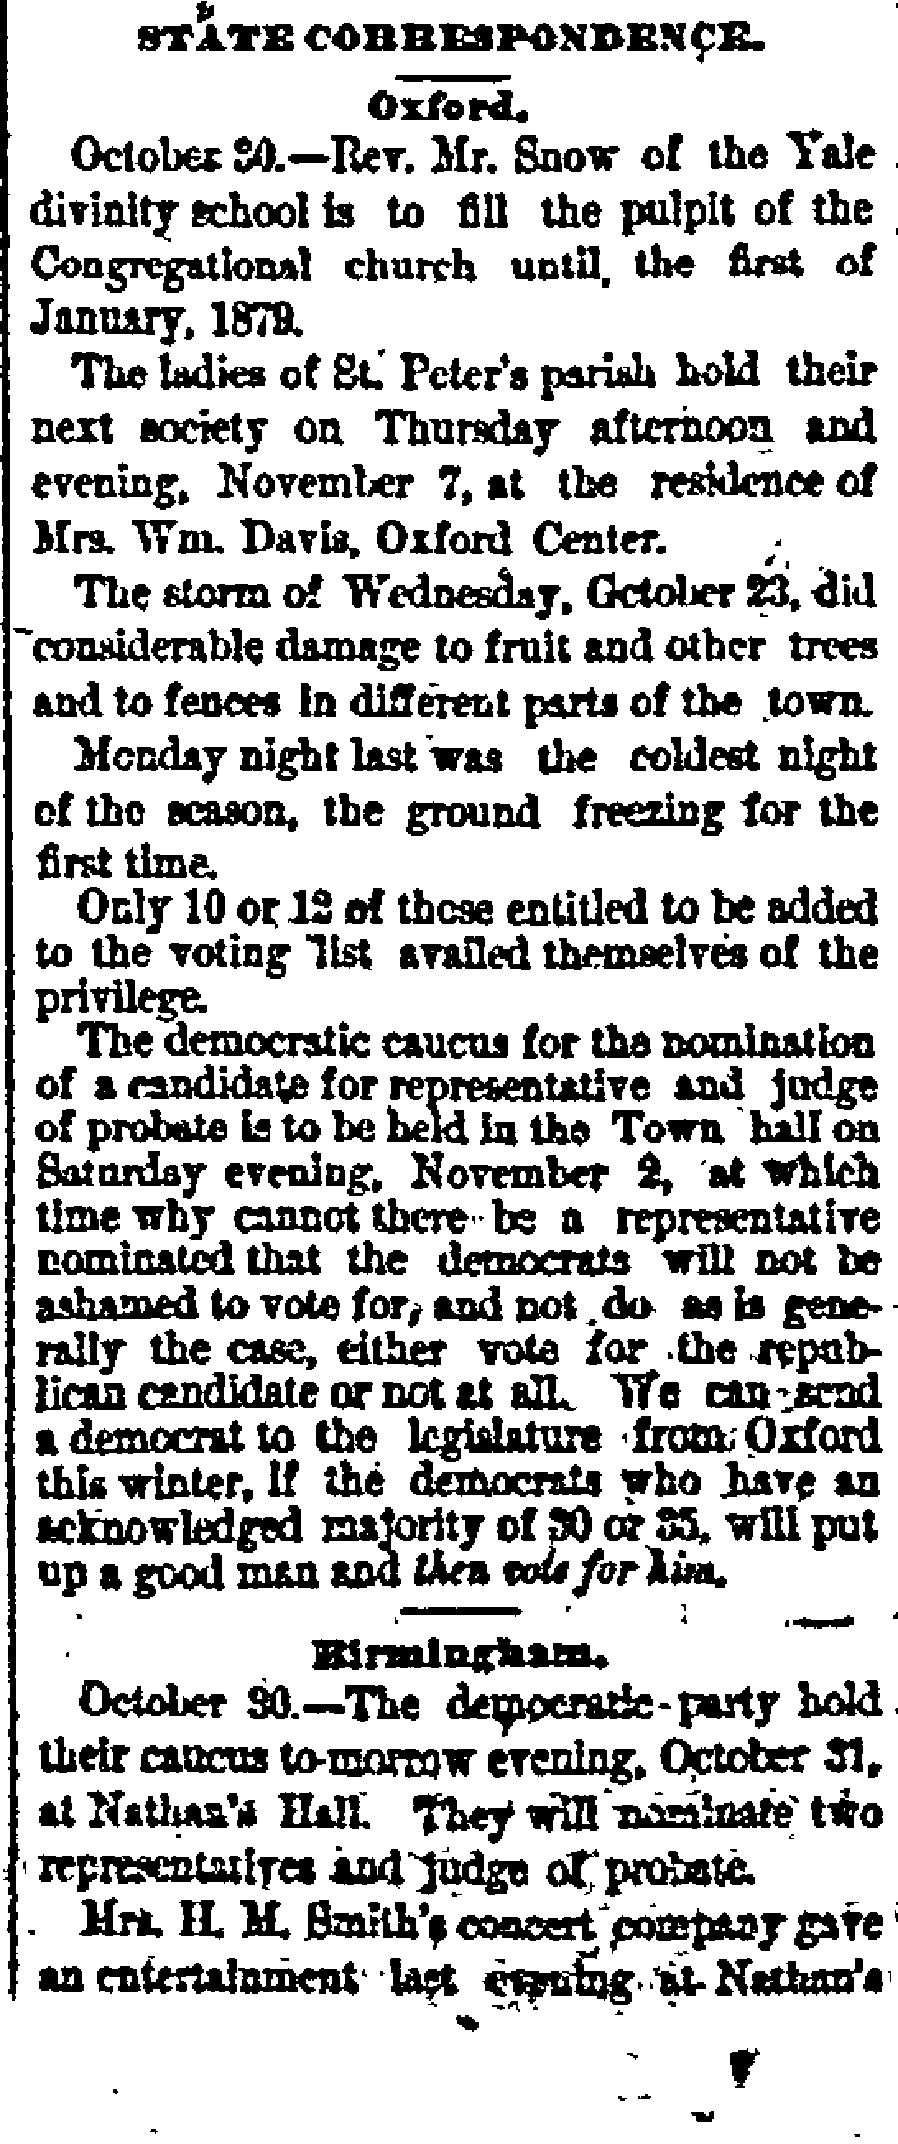 STATE CORRESPONDENCE.
Oxford.
October 30.—Rev. Mr. Snow of the Yale
divinity school is to fill the pulpit of the
Congregational church until the first of
January, 1879.
The ladies of St. Peter's parish hold their
next society on Thursday afternoon and
evening, November 7, at the residence of
Mrs. Wm. Davis, Oxford Center.
The storm of Wednesday, October 23, did
considerable damage to fruit and other trees
and to fences in different parts of the town.
Monday night last was the coldest night
of the season, the ground freezing for the
first time.
Only 10 or 12 of those entitled to be added
to the voting list availed themselves of the
privilege.
The democratic caucus for the nomination
of a candidate for representative and judge
of probate is to be held in the Town hall on
Saturday evening, November 2, at which
time why cannot there be a representative
nominated that the democrats will not be
ashamed to vote for, and not do as is gene-
rally the case, either vote for the repub-
lican candidate or not at all. We can send
a democrat to the legislature from Oxford
this winter, if the democrats who have an
acknowledged majority of 30 or 35, will put
up a good man and then vote for him.
Birmingham.
October 30.—The democratic party hold
their caucus to-morrow evening, October 31,
at Nathan's Hall. They will nominate two
representatives and judge of probate.
Mrs. H. M. Smith's concert company gave
an entertainment last evening at Nathan's